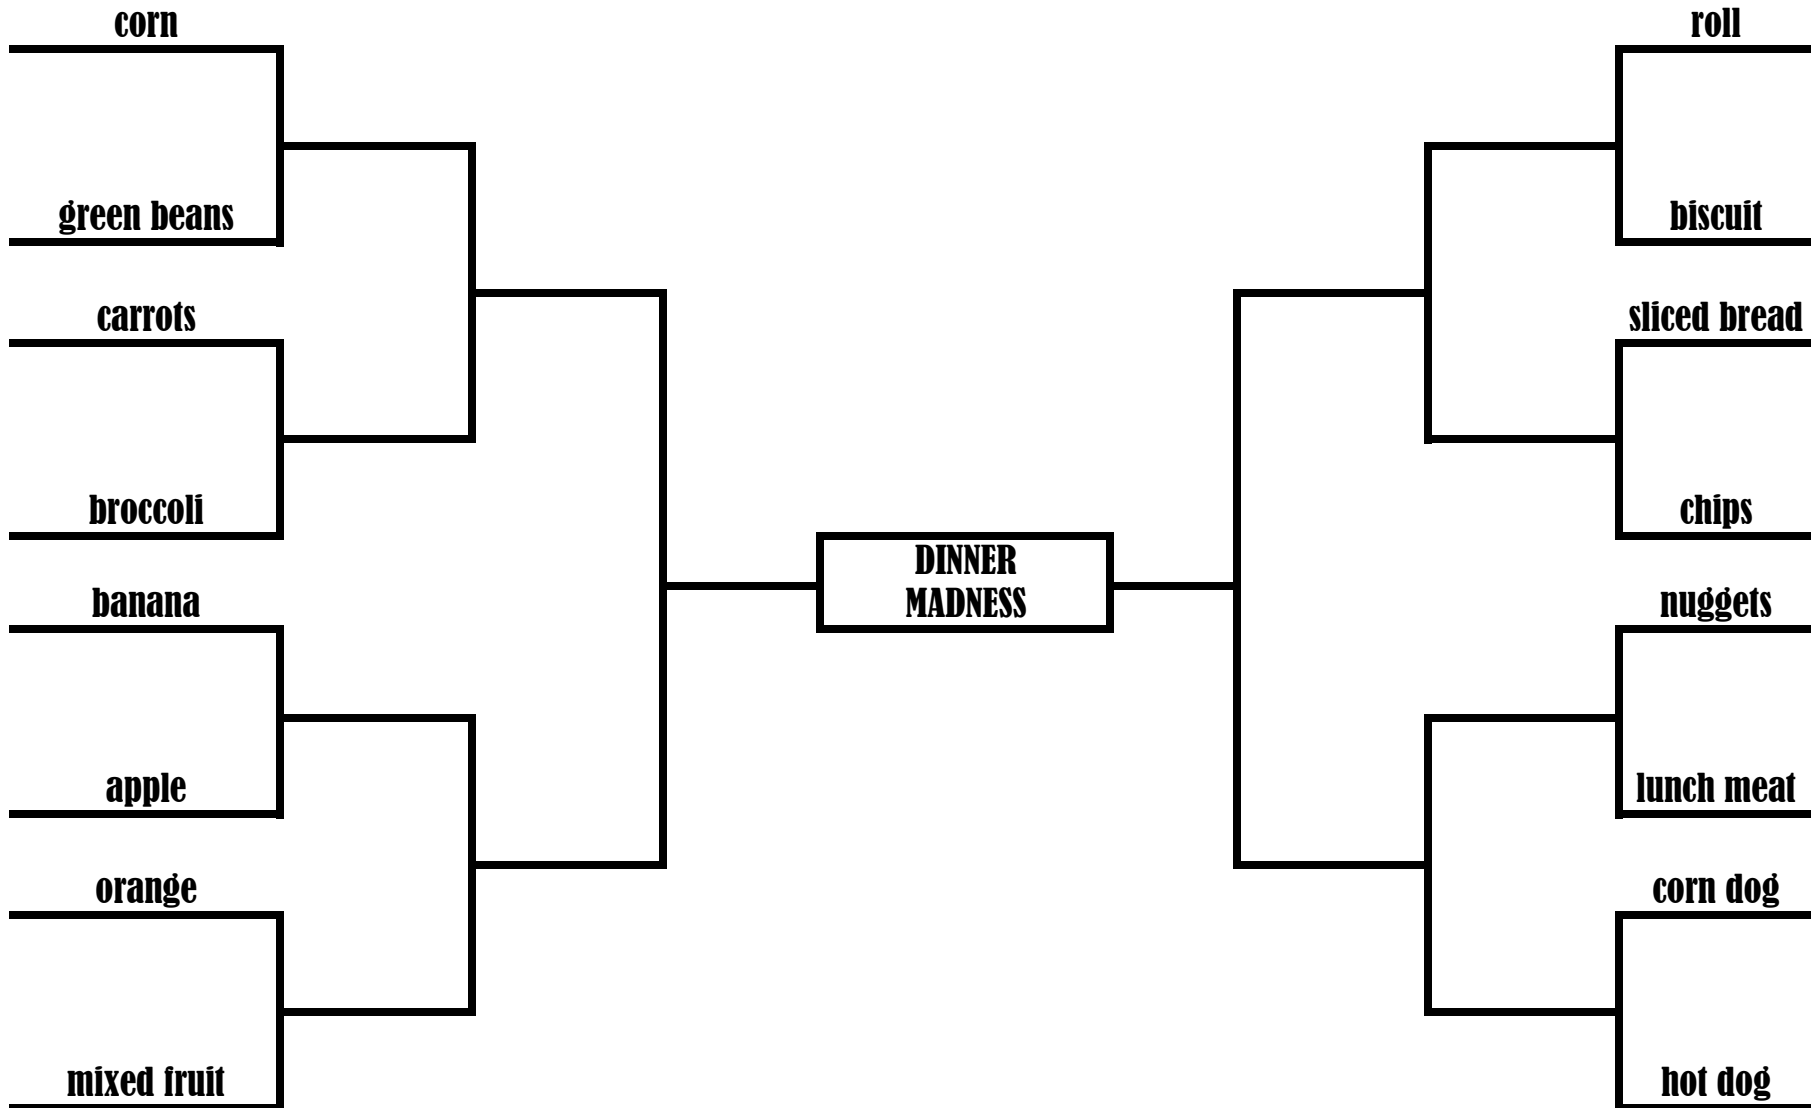 corn
green beans
carrots
broccoli
banana
apple
orange
mixed fruit
DINNER
MADNESS
roll
biscuit
sliced bread
chips
nuggets
lunch meat
corn dog
hot dog